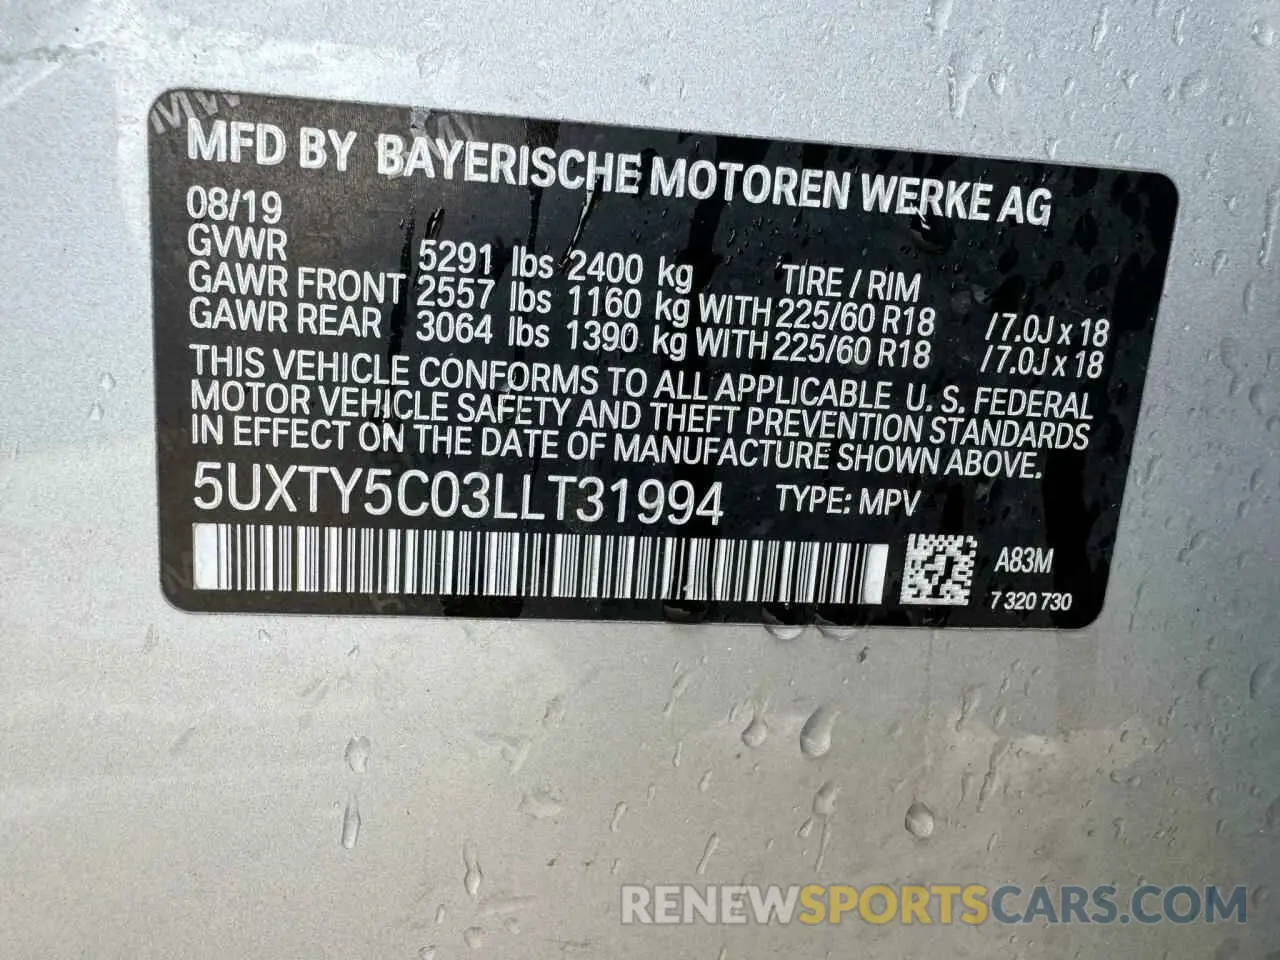 MFD BY BAYERISCHE MOTOREN WERKE AG
08/19
GVWR 5291 lbs 2400 kg TIRE / RIM
GAWR FRONT 2557 lbs 1160 kg WITH 225/60 R18 /7.0J x 18
GAWR REAR 3064 lbs 1390 kg WITH 225/60 R18 /7.0J x 18
THIS VEHICLE CONFORMS TO ALL APPLICABLE U. S. FEDERAL
MOTOR VEHICLE SAFETY AND THEFT PREVENTION STANDARDS
IN EFFECT ON THE DATE OF MANUFACTURE SHOWN ABOVE.
5UXTY5C03LLT31994 TYPE: MPV
A83M
7 320 730
RENEWSPORTSCARS.COM